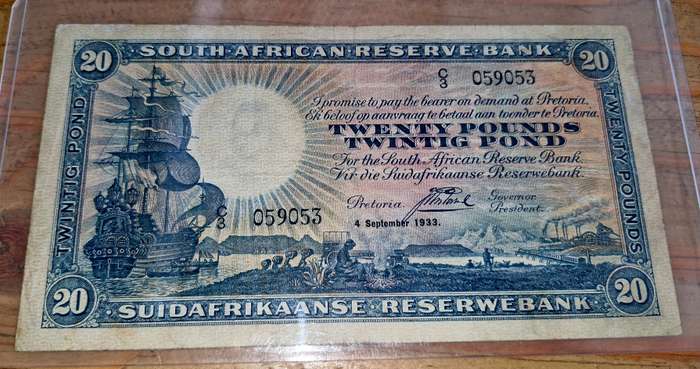 20 SOUTH AFRICAN RESERVE BANK 20
C/3 059053
I promise to pay the bearer on demand at Pretoria.
Ek beloof op aanvraag te betaal aan toonder te Pretoria.
TWENTY POUNDS
TWINTIG POND
For the South African Reserve Bank.
Vir die Suidafrikaanse Reserwebank.
TWINTIG POND
TWENTY POUNDS
C/3 059053
Pretoria.
Governor
President.
4 September 1933.
20 SUIDAFRIKAANSE RESERWEBANK 20